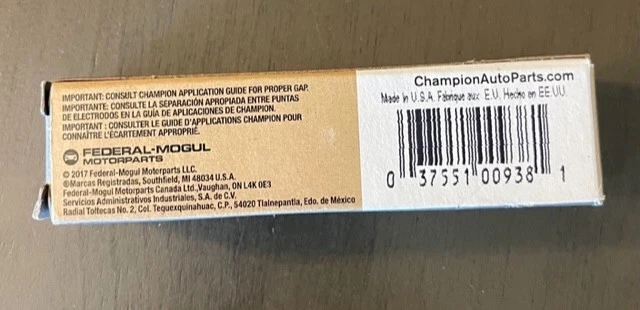 IMPORTANT: CONSULT CHAMPION APPLICATION GUIDE FOR PROPER GAP.
IMPORTANTE: CONSULTE LA SEPARACIÓN APROPIADA ENTRE PUNTAS
DE ELECTRODOS EN LA GUÍA DE APLICACIONES DE CHAMPION.
IMPORTANT : CONSULTER LE GUIDE D'APPLICATIONS CHAMPION POUR
CONNAÎTRE L'ÉCARTEMENT APPROPRIÉ.
FEDERAL-MOGUL
MOTORPARTS
© 2017 Federal-Mogul Motorparts LLC.
®Marcas Registradas, Southfield, MI 48034 U.S.A.
Federal-Mogul Motorparts Canada Ltd.,Vaughan, ON L4K 0E3
Servicios Administrativos Industriales, S.A. de C.V.
Radial Toltecas No. 2, Col. Tequexquinahuac, C.P., 54020 Tlalnepantla, Edo. de México
ChampionAutoParts.com
Made in U.S.A. Fabriqué aux E.U. Hecho en EE.UU.
0 37551 00938 1